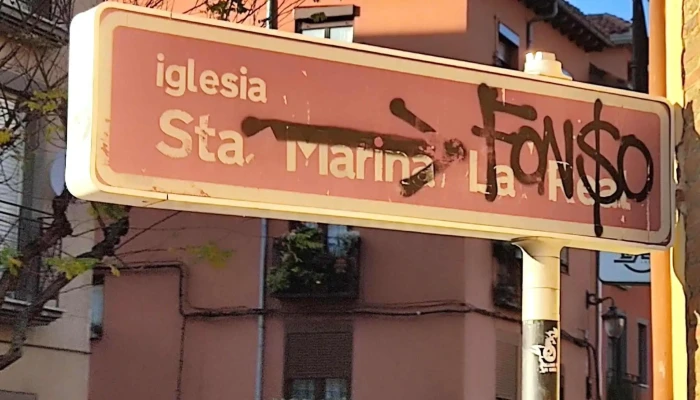 iglesia
Sta. Marina La Real
FON$O